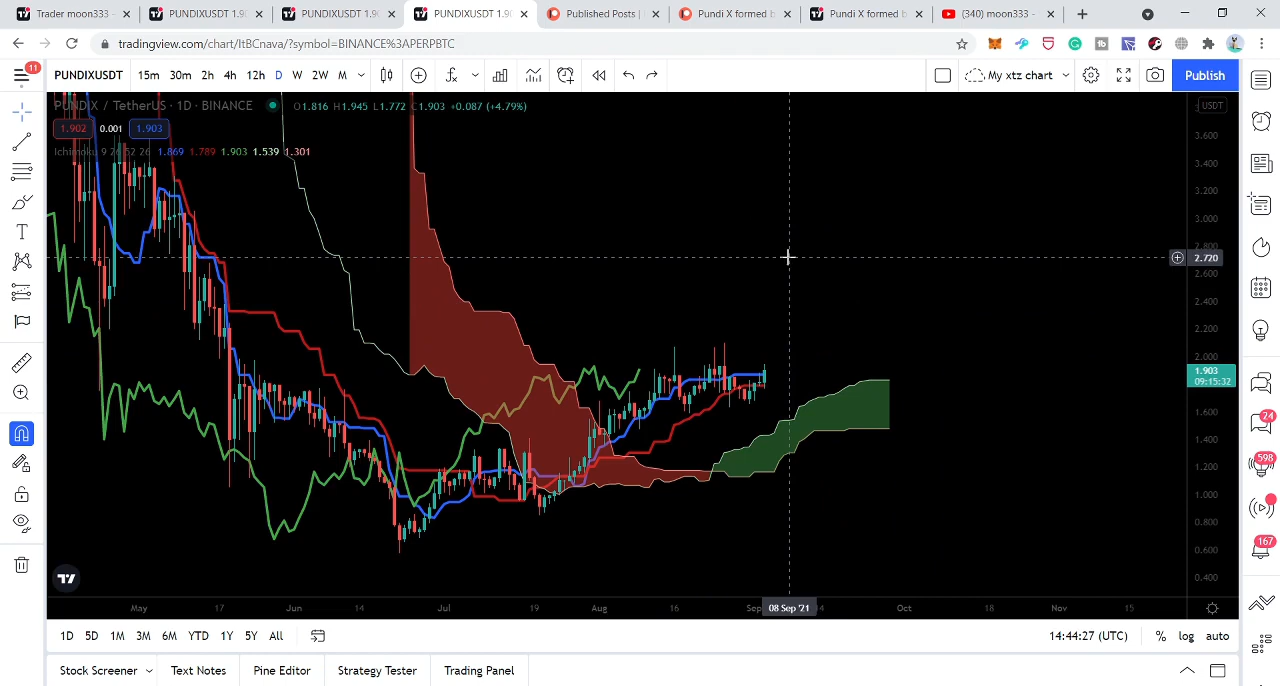 Trader moon333 –
PUNDIXUSDT 1.90
PUNDIXUSDT 1.90
PUNDIXUSDT 1.90
Published Posts |
Pundi X formed b
Pundi X formed b
(340) moon333 –
tradingview.com/chart/ItBCnava/?symbol=BINANCE%3APERPBTC
11
PUNDIXUSDT 15m 30m 2h 4h 12h D W 2W M
My xtz chart
Publish
PUNDIX / TetherUS · 1D · BINANCE O1.816 H1.945 L1.772 C1.903 +0.087 (+4.79%)
USDT
1.902 0.001 1.903
Ichimoku 9 26 52 26 1.869 1.789 1.903 1.539 1.301
3.600
3.400
3.200
3.000
2.800
2.720
2.600
2.400
2.200
2.000
1.903
09:15:32
1.600
1.400
1.200
1.000
0.800
0.600
0.400
24
598
167
May 17 Jun 14 Jul 19 Aug 16 Sep 08 Sep '21 14 Oct 18 Nov 15
1D 5D 1M 3M 6M YTD 1Y 5Y All
14:44:27 (UTC) % log auto
Stock Screener Text Notes Pine Editor Strategy Tester Trading Panel